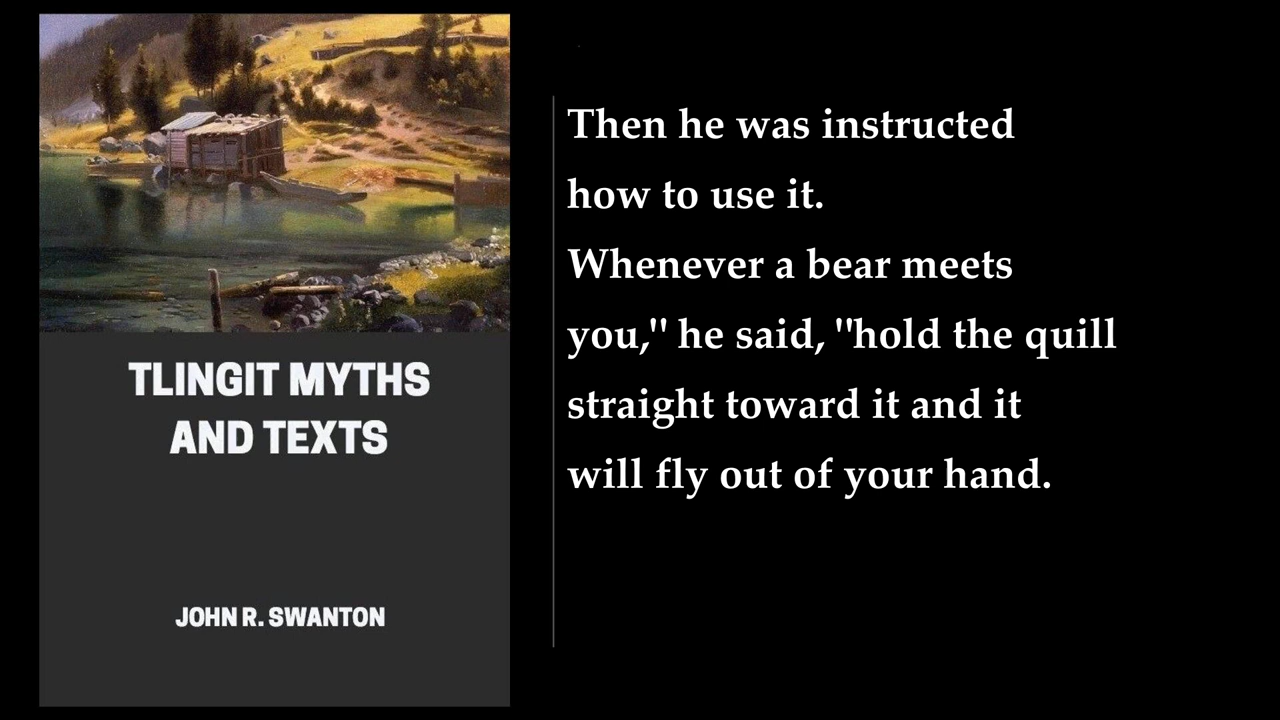 TLINGIT MYTHS
AND TEXTS
JOHN R. SWANTON
Then he was instructed
how to use it.
Whenever a bear meets
you," he said, "hold the quill
straight toward it and it
will fly out of your hand.